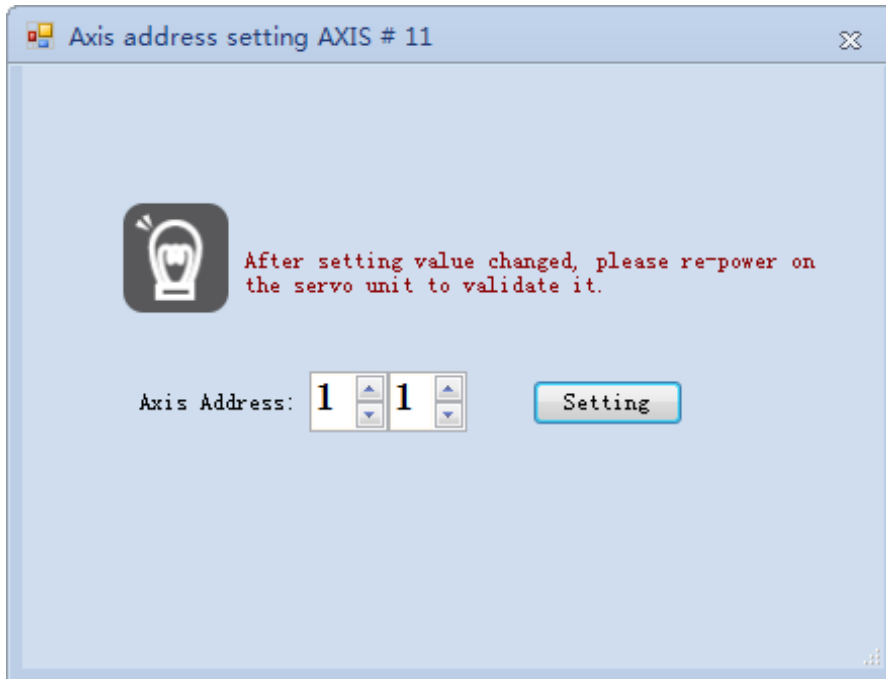 Axis address setting AXIS # 11
After setting value changed, please re-power on
the servo unit to validate it.
Axis Address: 1 1 Setting